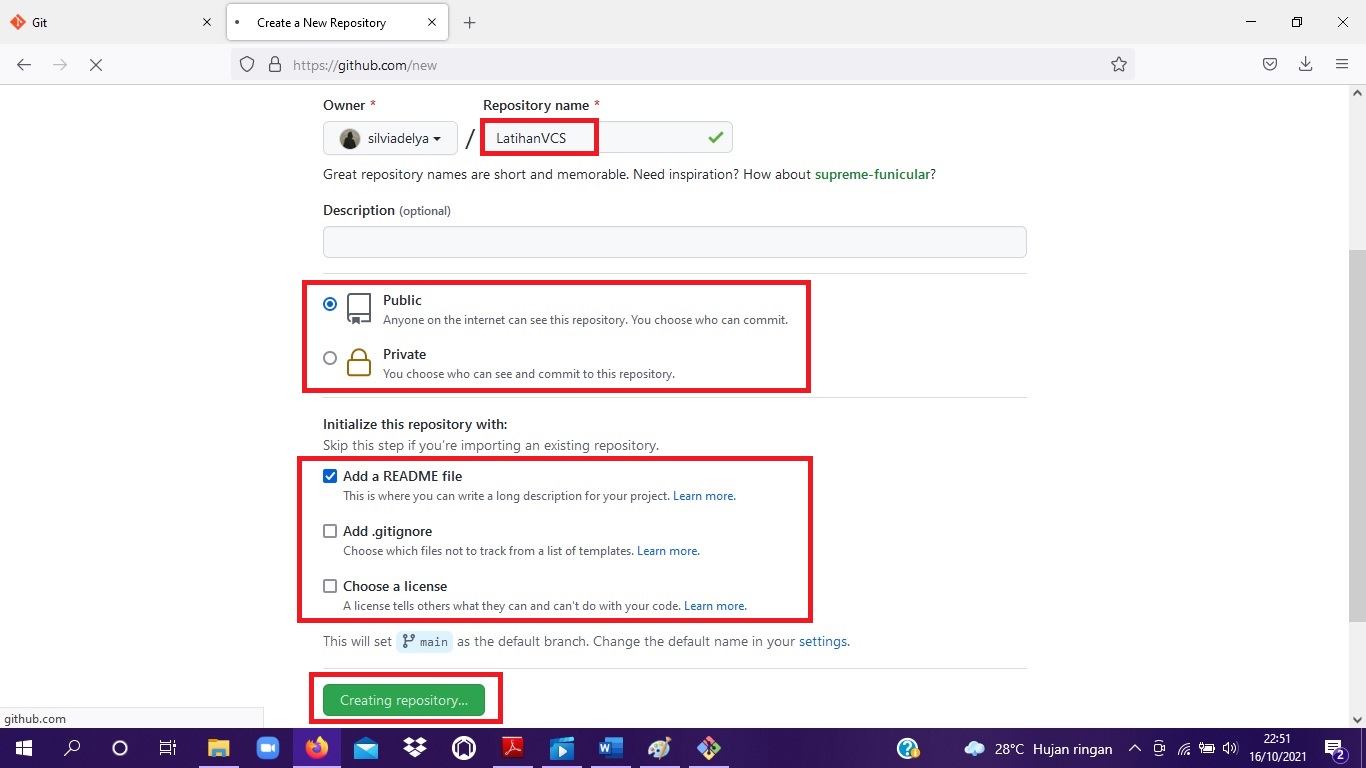 Git
Create a New Repository
https://github.com/new
Owner * Repository name *
silviadelya / LatihanVCS
Great repository names are short and memorable. Need inspiration? How about supreme-funicular?
Description (optional)
Public
Anyone on the internet can see this repository. You choose who can commit.
Private
You choose who can see and commit to this repository.
Initialize this repository with:
Skip this step if you're importing an existing repository.
Add a README file
This is where you can write a long description for your project. Learn more.
Add .gitignore
Choose which files not to track from a list of templates. Learn more.
Choose a license
A license tells others what they can and can't do with your code. Learn more.
This will set main as the default branch. Change the default name in your settings.
Creating repository...
github.com
28°C Hujan ringan
22:51
16/10/2021
2